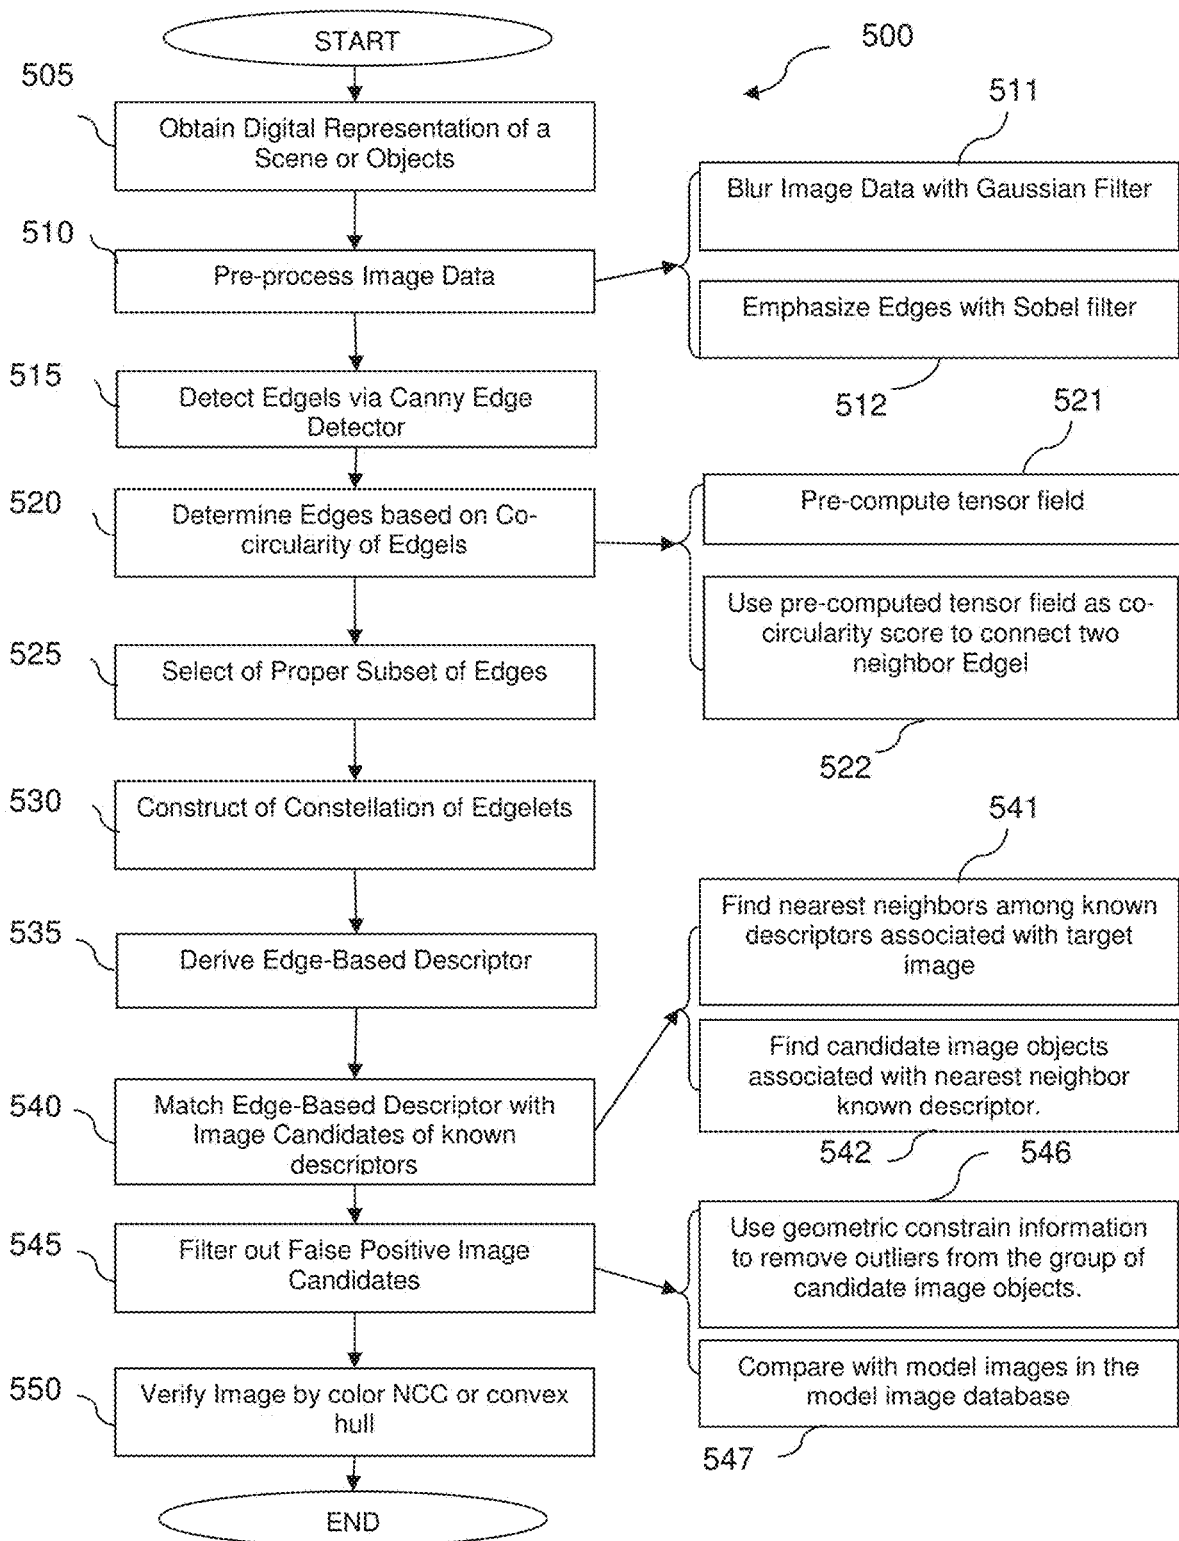 START
500
505
Obtain Digital Representation of a
Scene or Objects
511
Blur Image Data with Gaussian Filter
510
Pre-process Image Data
Emphasize Edges with Sobel filter
512
515
Detect Edgels via Canny Edge
Detector
521
Pre-compute tensor field
520
Determine Edges based on Co-
circularity of Edgels
Use pre-computed tensor field as co-
circularity score to connect two
neighbor Edgel
522
525
Select of Proper Subset of Edges
530
Construct of Constellation of Edgelets
541
Find nearest neighbors among known
descriptors associated with target
image
535
Derive Edge-Based Descriptor
Find candidate image objects
associated with nearest neighbor
known descriptor.
542
540
Match Edge-Based Descriptor with
Image Candidates of known
descriptors
546
Use geometric constrain information
to remove outliers from the group of
candidate image objects.
545
Filter out False Positive Image
Candidates
Compare with model images in the
model image database
547
550
Verify Image by color NCC or convex
hull
END